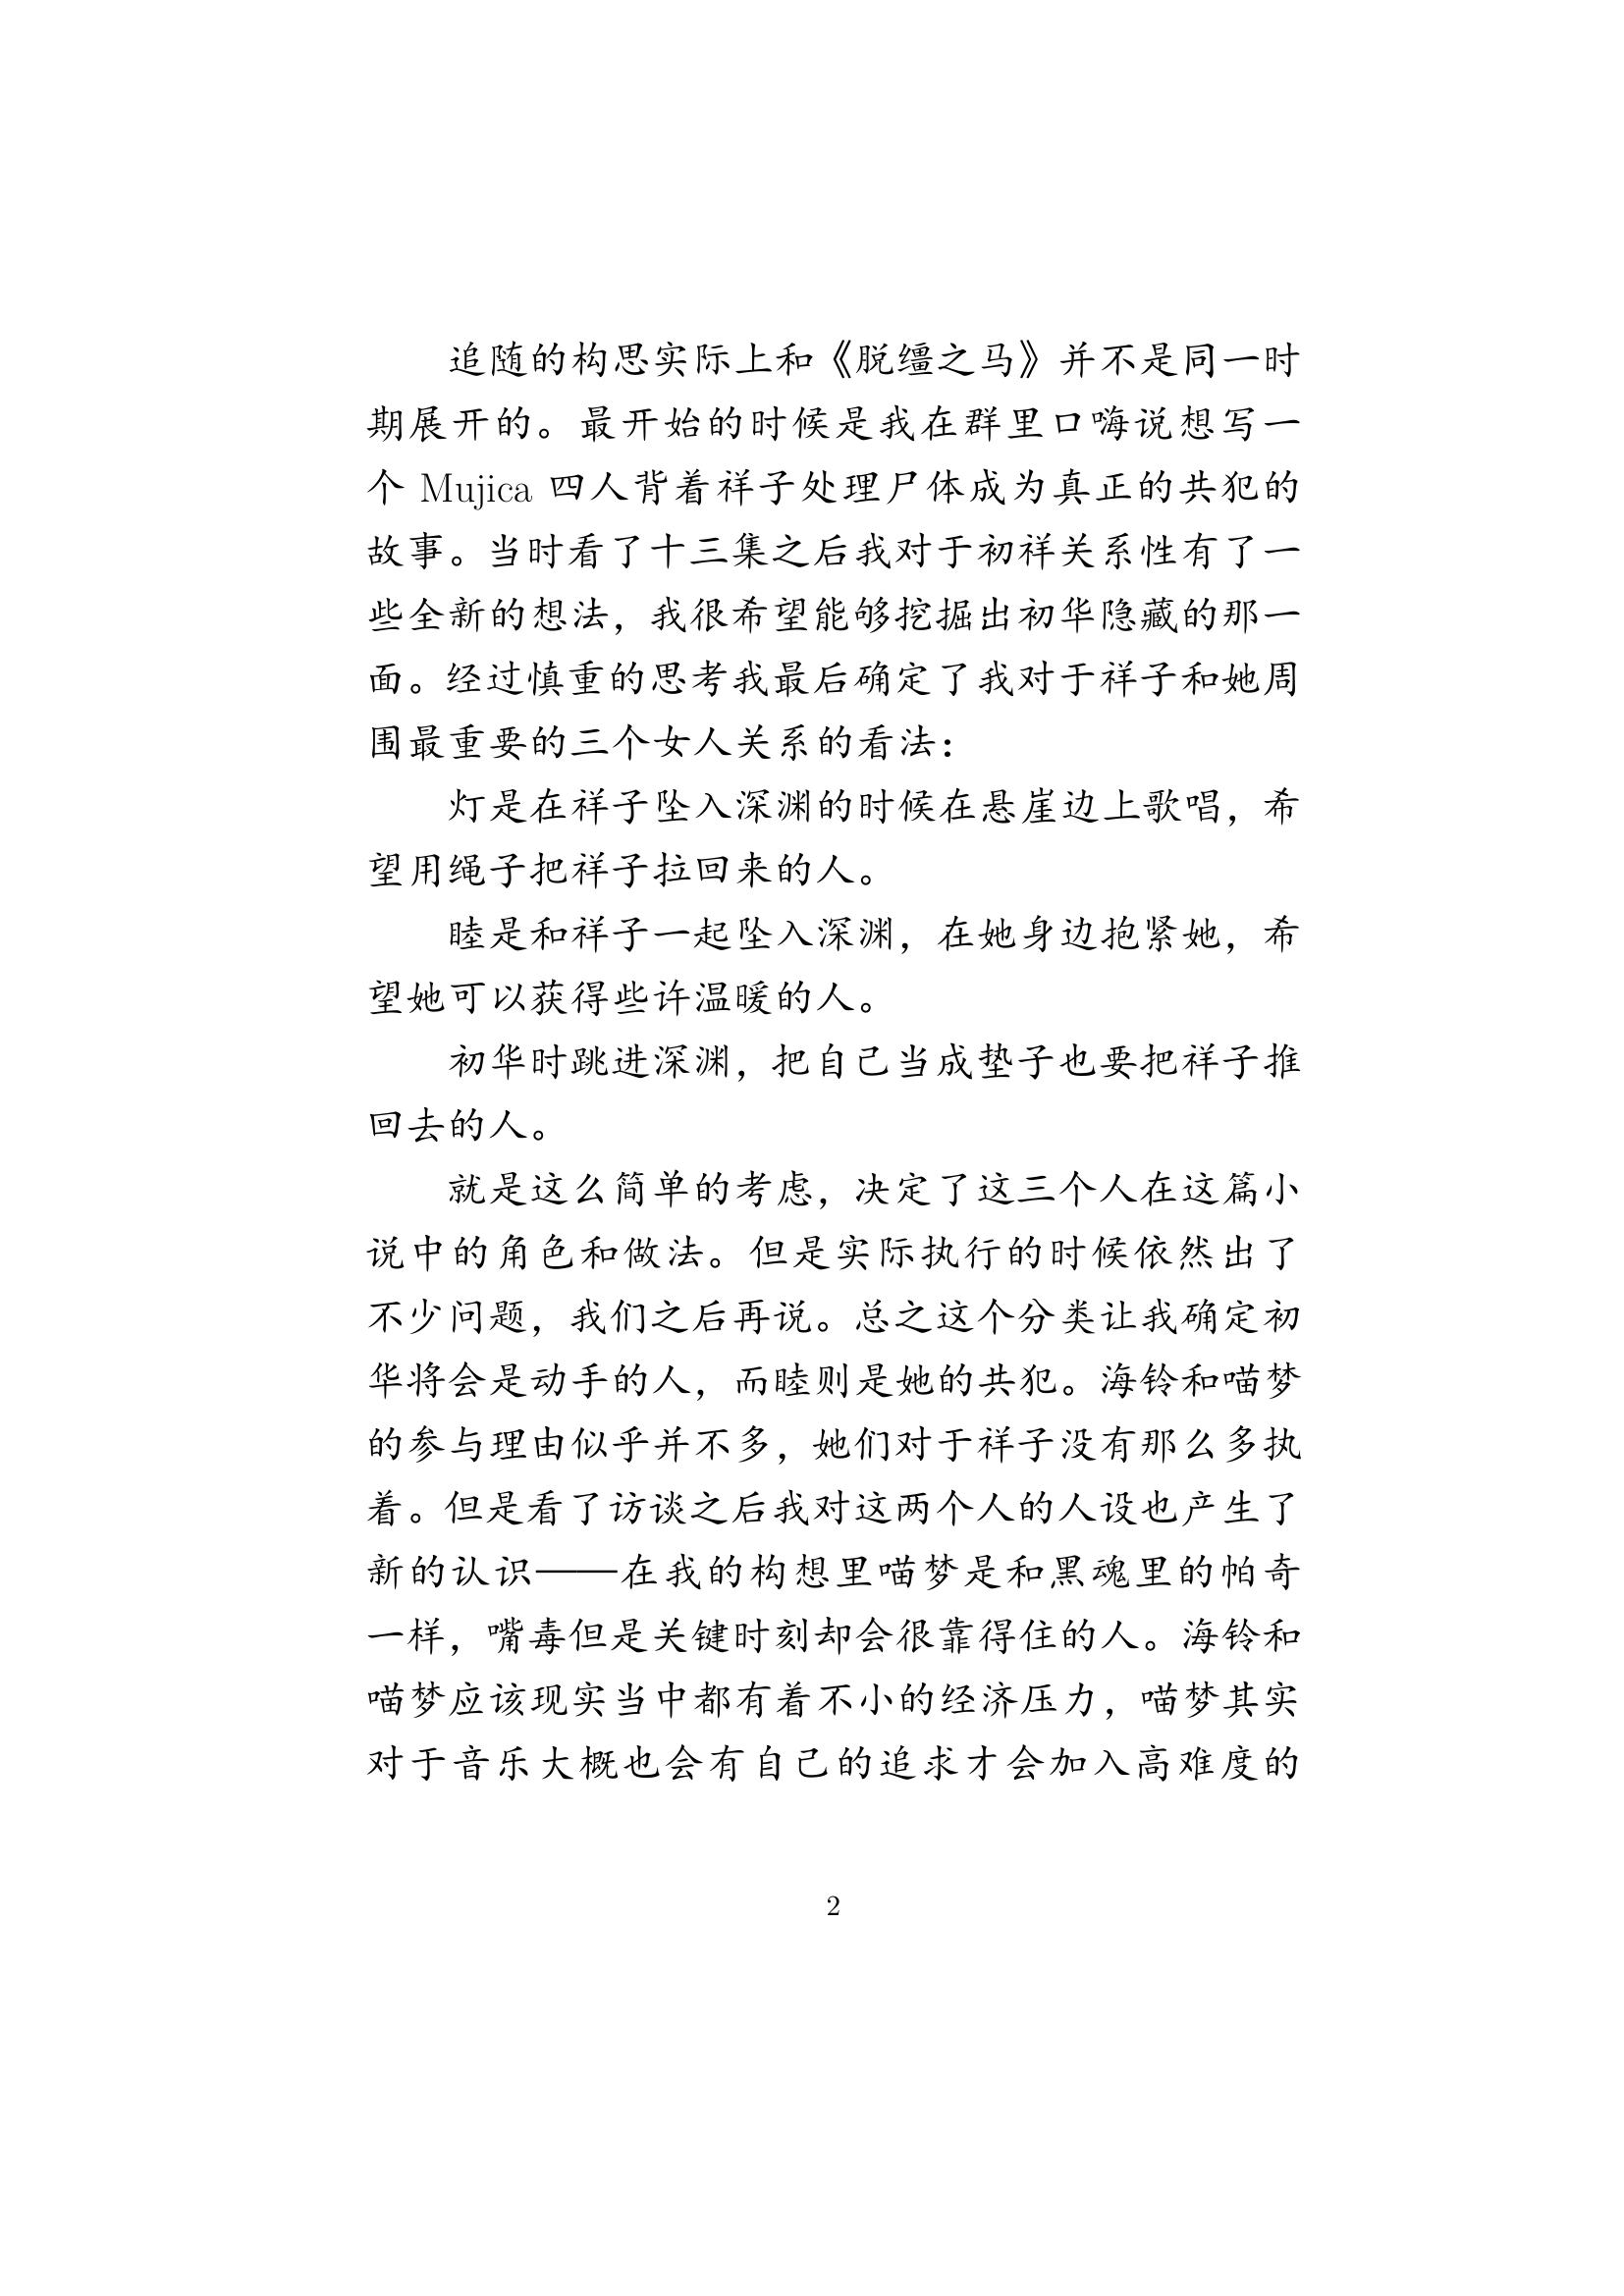 追随的构思实际上和《脱缰之马》并不是同一时
期展开的。最开始的时候是我在群里口嗨说想写一
个 Mujica 四人背着祥子处理尸体成为真正的共犯的
故事。当时看了十三集之后我对于初祥关系性有了一
些全新的想法，我很希望能够挖掘出初华隐藏的那一
面。经过慎重的思考我最后确定了我对于祥子和她周
围最重要的三个女人关系的看法：
灯是在祥子坠入深渊的时候在悬崖边上歌唱，希
望用绳子把祥子拉回来的人。
睦是和祥子一起坠入深渊，在她身边抱紧她，希
望她可以获得些许温暖的人。
初华时跳进深渊，把自己当成垫子也要把祥子推
回去的人。
就是这么简单的考虑，决定了这三个人在这篇小
说中的角色和做法。但是实际执行的时候依然出了
不少问题，我们之后再说。总之这个分类让我确定初
华将会是动手的人，而睦则是她的共犯。海铃和喵梦
的参与理由似乎并不多，她们对于祥子没有那么多执
着。但是看了访谈之后我对这两个人的人设也产生了
新的认识——在我的构想里喵梦是和黑魂里的帕奇
一样，嘴毒但是关键时刻却会很靠得住的人。海铃和
喵梦应该现实当中都有着不小的经济压力，喵梦其实
对于音乐大概也会有自己的追求才会加入高难度的
2